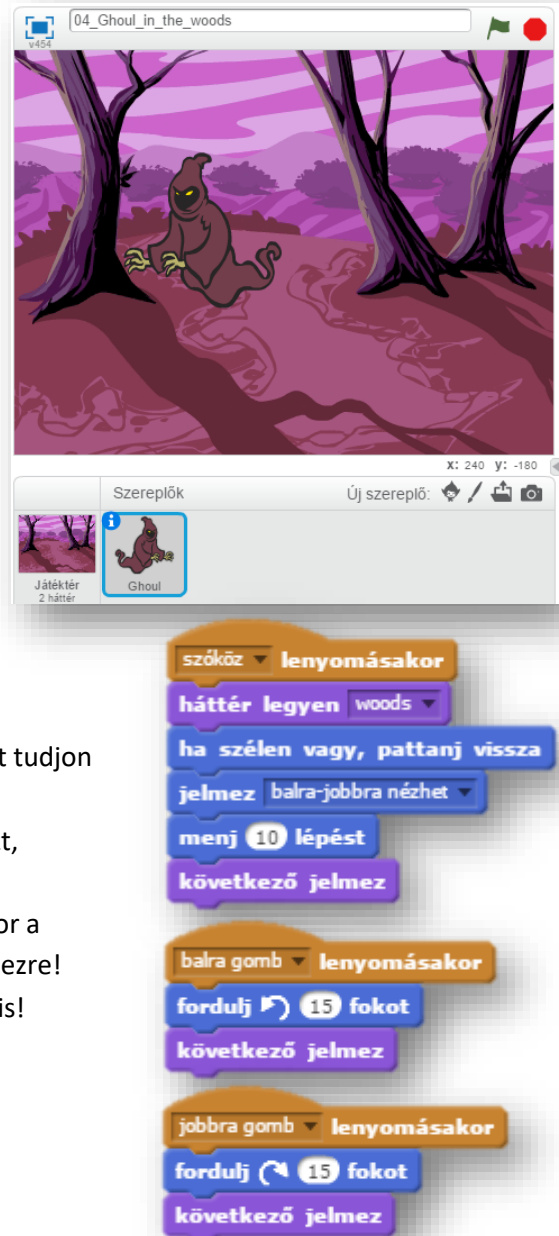 04_Ghoul_in_the_woods
v454
x: 240 y: -180
Szereplők
Új szereplő:
Játéktér
2 háttér
Ghoul
szóköz lenyomásakor
háttér legyen woods
ha szélen vagy, pattanj vissza
jelmez balra-jobbra nézhet
menj 10 lépést
következő jelmez
t tudjon
t,
or a
ezre!
is!
balra gomb lenyomásakor
fordulj 15 fokot
következő jelmez
jobbra gomb lenyomásakor
fordulj 15 fokot
következő jelmez